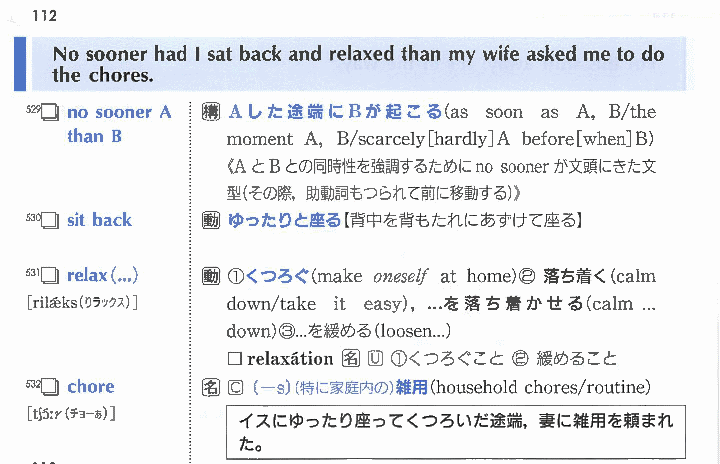 112
No sooner had I sat back and relaxed than my wife asked me to do
the chores.
529 no sooner A
than B
構 Aした途端にBが起こる(as soon as A, B/the
moment A, B/scarcely[hardly]A before[when]B)
《AとBとの同時性を強調するために no sooner が文頭にきた文
型(その際, 助動詞もつられて前に移動する)》
530 sit back
動 ゆったりと座る【背中を背もたれにあずけて座る】
531 relax(...)
[rilǽks(リラックス)]
動 ①くつろぐ(make oneself at home)② 落ち着く(calm
down/take it easy), ...を落ち着かせる(calm ...
down)③...を緩める(loosen...)
□ relaxátion 名 U ①くつろぐこと ② 緩めること
532 chore
[tʃɔ́ːr(チョーぁ)]
名 C (—s)(特に家庭内の)雑用(household chores/routine)
イスにゆったり座ってくつろいだ途端, 妻に雑用を頼まれ
た。